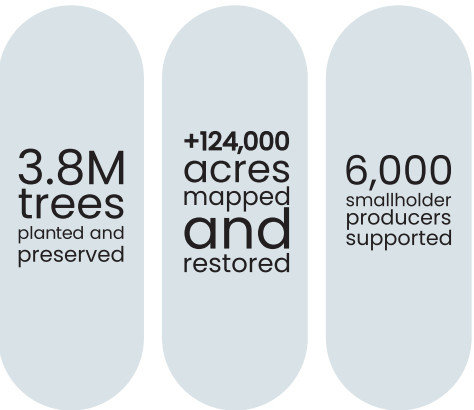 3.8M
trees
planted and
preserved
+124,000
acres
mapped
and
restored
6,000
smallholder
producers
supported